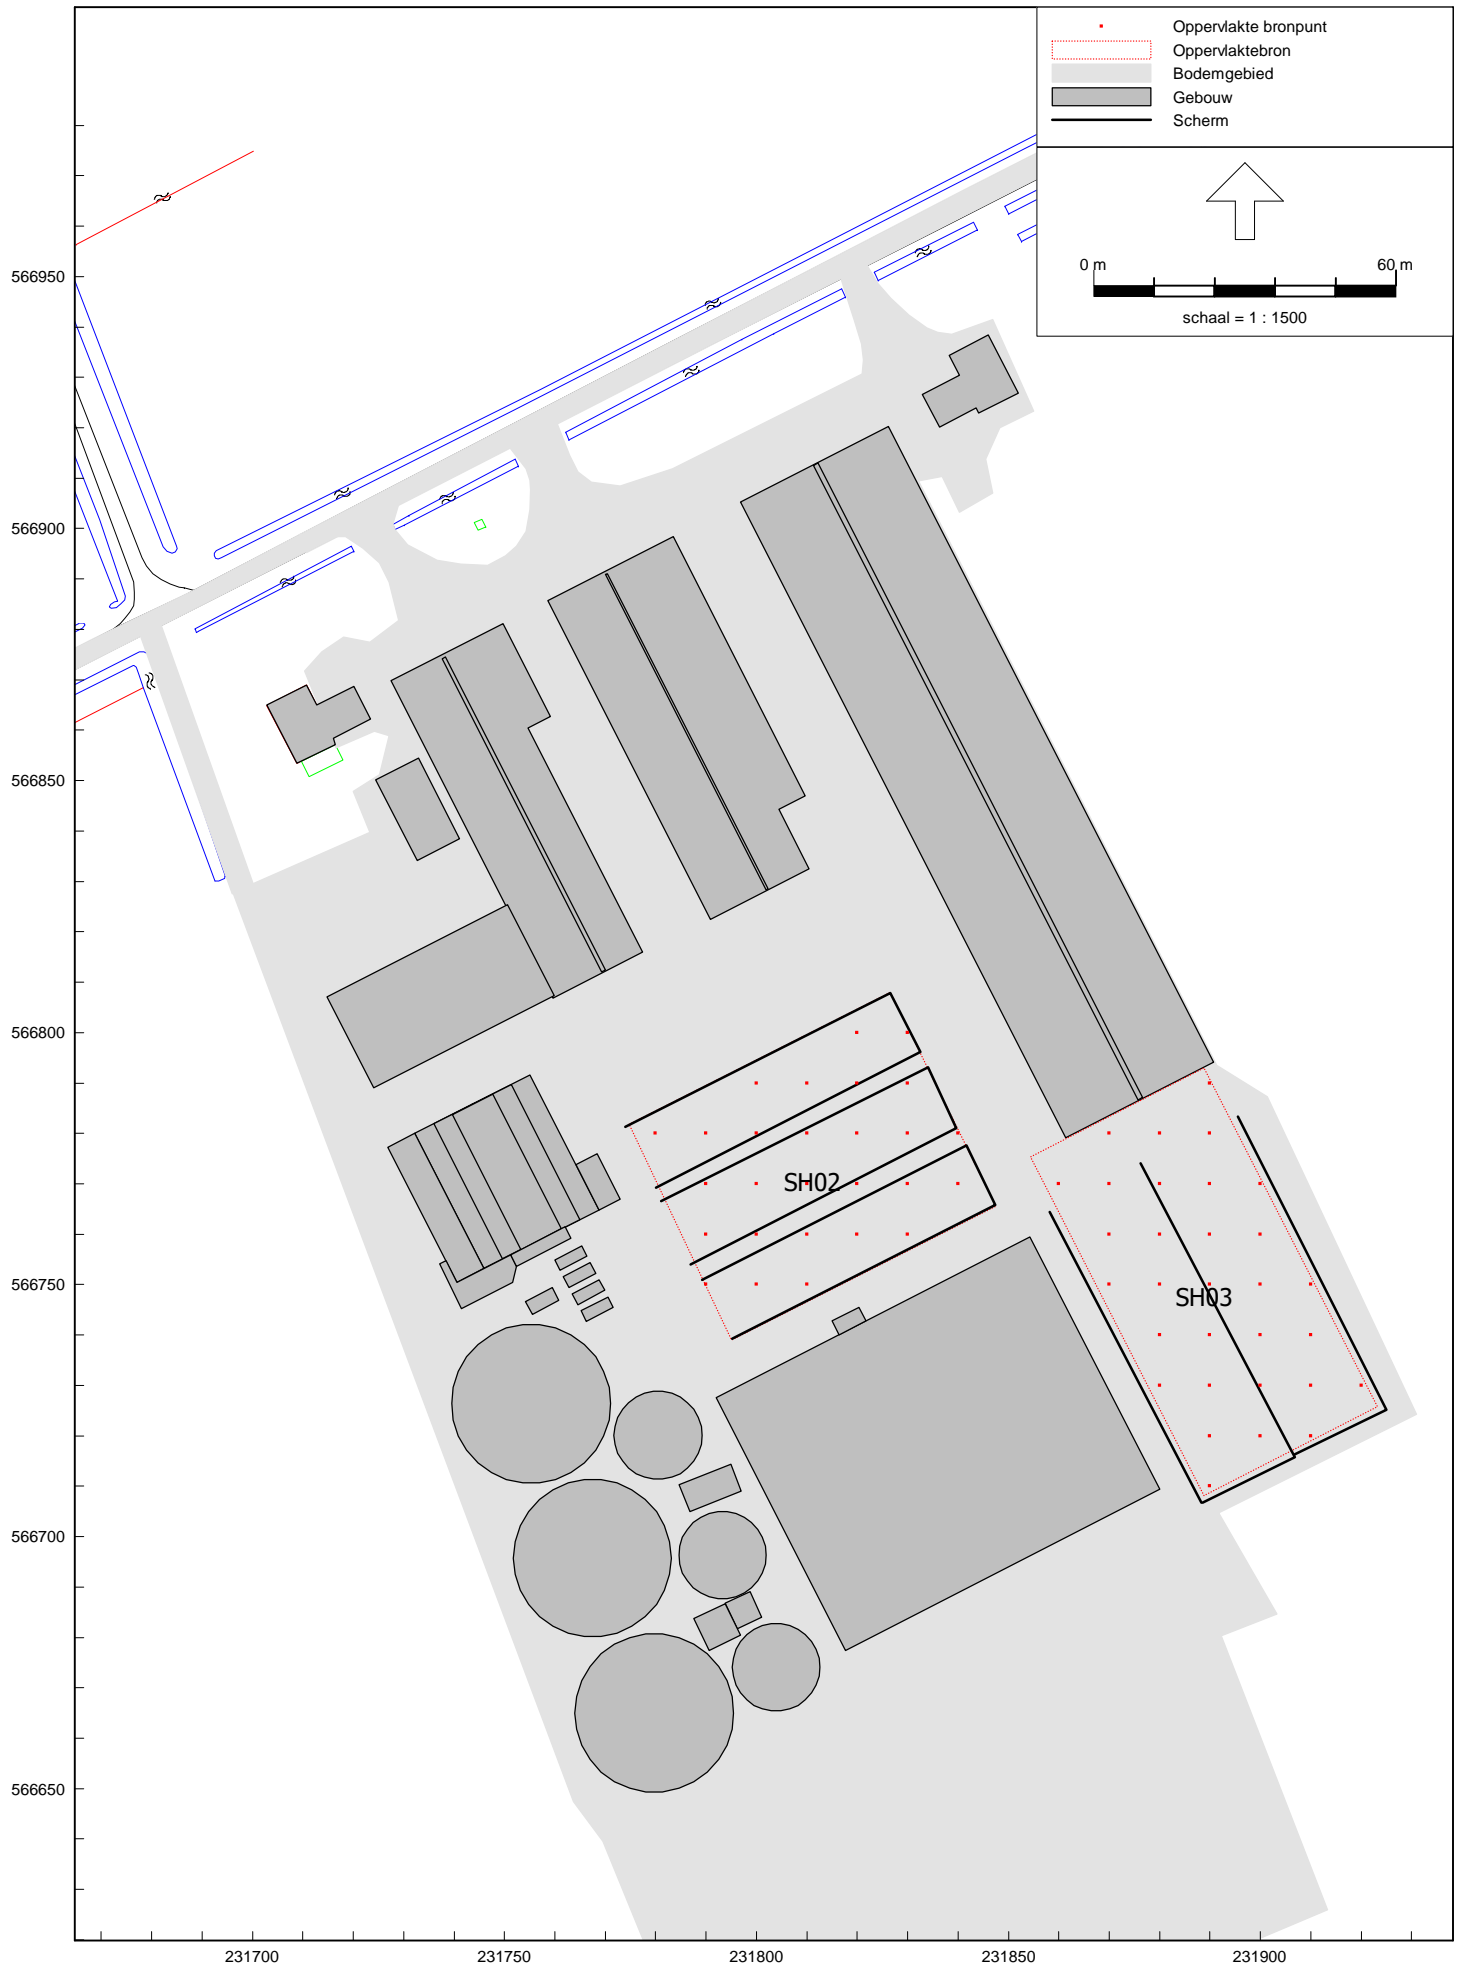 Oppervlakte bronpunt
Oppervlaktebron
Bodemgebied
Gebouw
Scherm
0 m 60 m
schaal = 1 : 1500
566950
566900
566850
566800
566750
566700
566650
SH02
SH03
231700 231750 231800 231850 231900